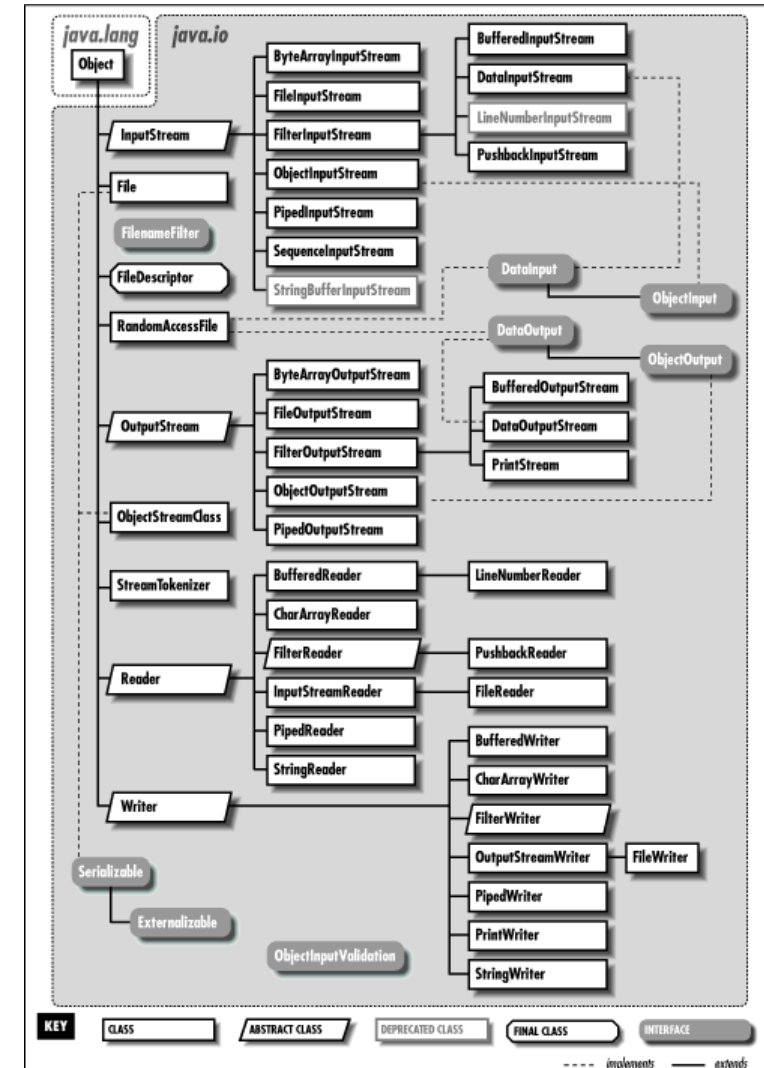 java.lang
java.io
Object
InputStream
File
FilenameFilter
FileDescriptor
RandomAccessFile
OutputStream
ObjectStreamClass
StreamTokenizer
Reader
Writer
Serializable
Externalizable
ByteArrayInputStream
FileInputStream
FilterInputStream
ObjectInputStream
PipedInputStream
SequenceInputStream
StringBufferInputStream
BufferedInputStream
DataInputStream
LineNumberInputStream
PushbackInputStream
DataInput
ObjectInput
DataOutput
ObjectOutput
ByteArrayOutputStream
FileOutputStream
FilterOutputStream
ObjectOutputStream
PipedOutputStream
BufferedOutputStream
DataOutputStream
PrintStream
BufferedReader
CharArrayReader
FilterReader
InputStreamReader
PipedReader
StringReader
LineNumberReader
PushbackReader
FileReader
BufferedWriter
CharArrayWriter
FilterWriter
OutputStreamWriter
FileWriter
PipedWriter
PrintWriter
StringWriter
ObjectInputValidation
KEY
CLASS
ABSTRACT CLASS
DEPRECATED CLASS
FINAL CLASS
INTERFACE
implements
extends